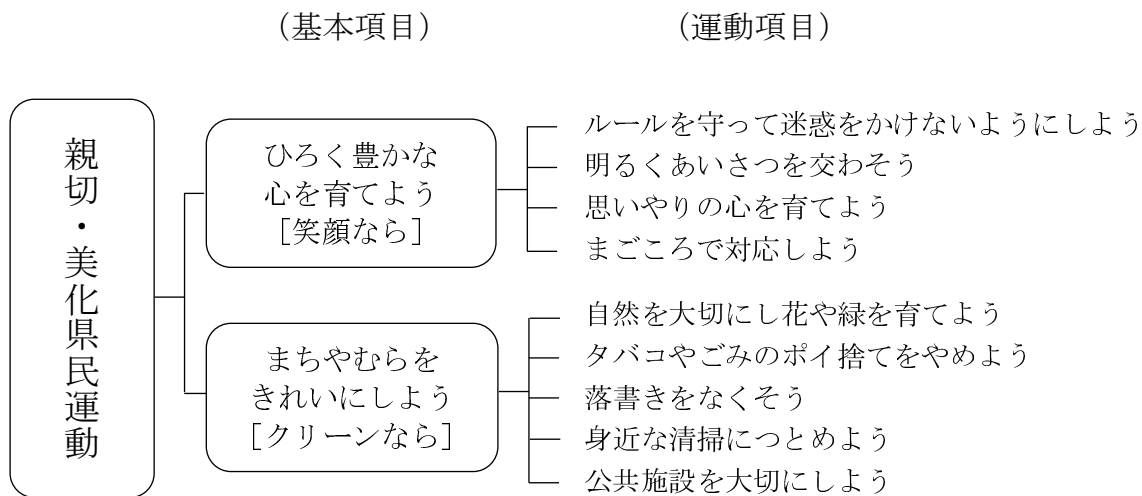 （基本項目）
（運動項目）
親切・美化県民運動
ひろく豊かな
心を育てよう
［笑顔なら］
ルールを守って迷惑をかけないようにしよう
明るくあいさつを交わそう
思いやりの心を育てよう
まごころで対応しよう
まちやむらを
きれいにしよう
［クリーンなら］
自然を大切にし花や緑を育てよう
タバコやごみのポイ捨てをやめよう
落書きをなくそう
身近な清掃につとめよう
公共施設を大切にしよう